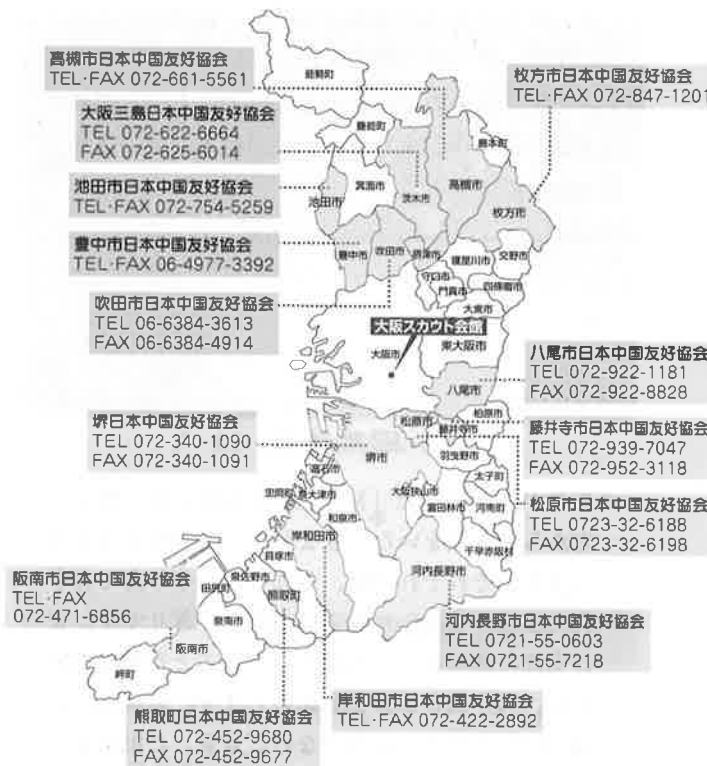 高槻市日本中国友好協会
TEL・FAX 072-661-5561
枚方市日本中国友好協会
TEL・FAX 072-847-1201
大阪三島日本中国友好協会
TEL 072-622-6664
FAX 072-625-6014
池田市日本中国友好協会
TEL・FAX 072-754-5259
豊中市日本中国友好協会
TEL・FAX 06-4977-3392
吹田市日本中国友好協会
TEL 06-6384-3613
FAX 06-6384-4914
八尾市日本中国友好協会
TEL 072-922-1181
FAX 072-922-8828
堺日本中国友好協会
TEL 072-340-1090
FAX 072-340-1091
藤井寺市日本中国友好協会
TEL 072-939-7047
FAX 072-952-3118
松原市日本中国友好協会
TEL 0723-32-6188
FAX 0723-32-6198
阪南市日本中国友好協会
TEL・FAX
072-471-6856
河内長野市日本中国友好協会
TEL 0721-55-0603
FAX 0721-55-7218
岸和田市日本中国友好協会
TEL・FAX 072-422-2892
熊取町日本中国友好協会
TEL 072-452-9680
FAX 072-452-9677
能勢町
豊能町
島本町
箕面市
池田市
茨木市
高槻市
枚方市
豊中市
吹田市
摂津市
寝屋川市
交野市
守口市
門真市
四條畷市
大東市
大阪スカウト会館
大阪市
東大阪市
八尾市
松原市
藤井寺市
柏原市
羽曳野市
堺市
高石市
太子町
忠岡町
泉大津市
大阪狭山市
富田林市
河南町
和泉市
岸和田市
千早赤阪村
貝塚市
河内長野市
泉佐野市
田尻町
熊取町
泉南市
阪南市
岬町